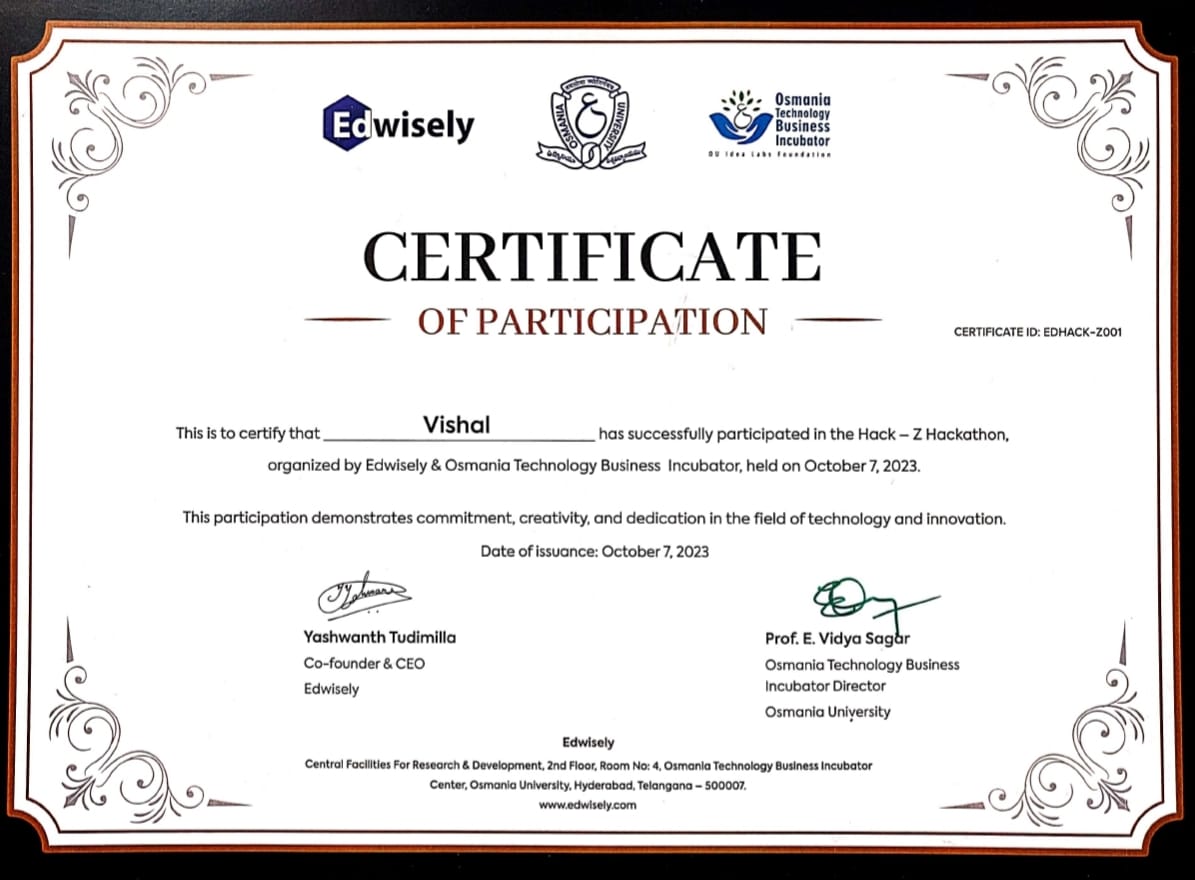 Edwisely
OSMANIA UNIVERSITY
Osmania
Technology
Business
Incubator
OU Idea Labs Foundation
CERTIFICATE
OF PARTICIPATION
CERTIFICATE ID: EDHACK-Z001
This is to certify that Vishal has successfully participated in the Hack – Z Hackathon,
organized by Edwisely & Osmania Technology Business Incubator, held on October 7, 2023.
This participation demonstrates commitment, creativity, and dedication in the field of technology and innovation.
Date of issuance: October 7, 2023
Yashwanth Tudimilla
Co-founder & CEO
Edwisely
Prof. E. Vidya Sagar
Osmania Technology Business
Incubator Director
Osmania University
Edwisely
Central Facilities For Research & Development, 2nd Floor, Room No: 4, Osmania Technology Business Incubator
Center, Osmania University, Hyderabad, Telangana – 500007.
www.edwisely.com